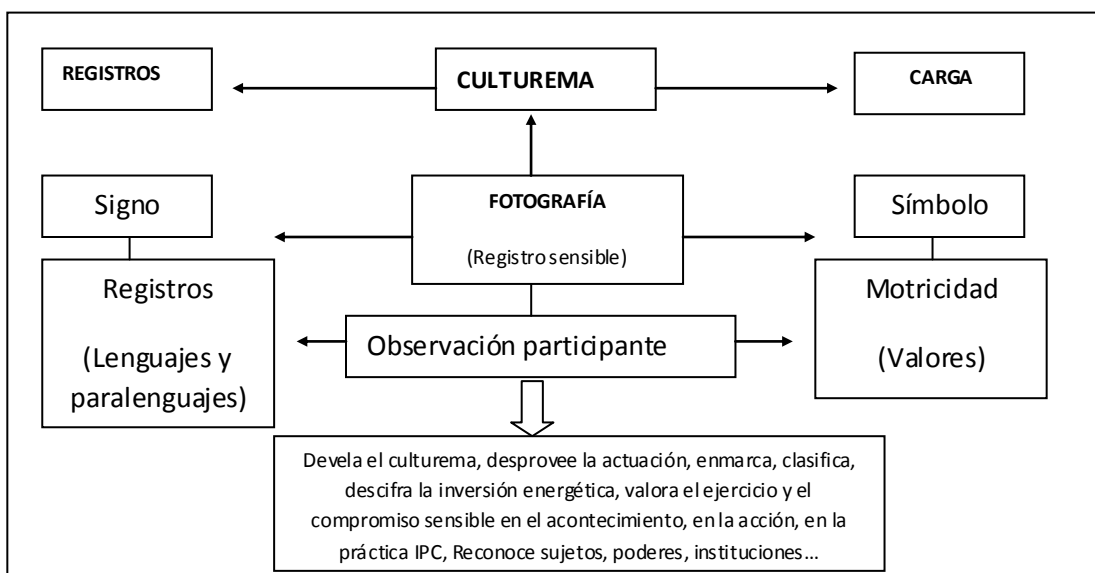 REGISTROS
CULTUREMA
CARGA
Signo
FOTOGRAFÍA
(Registro sensible)
Símbolo
Registros
(Lenguajes y
paralenguajes)
Observación participante
Motricidad
(Valores)
Devela el culturema, desprovee la actuación, enmarca, clasifica,
descifra la inversión energética, valora el ejercicio y el
compromiso sensible en el acontecimiento, en la acción, en la
práctica IPC, Reconoce sujetos, poderes, instituciones...